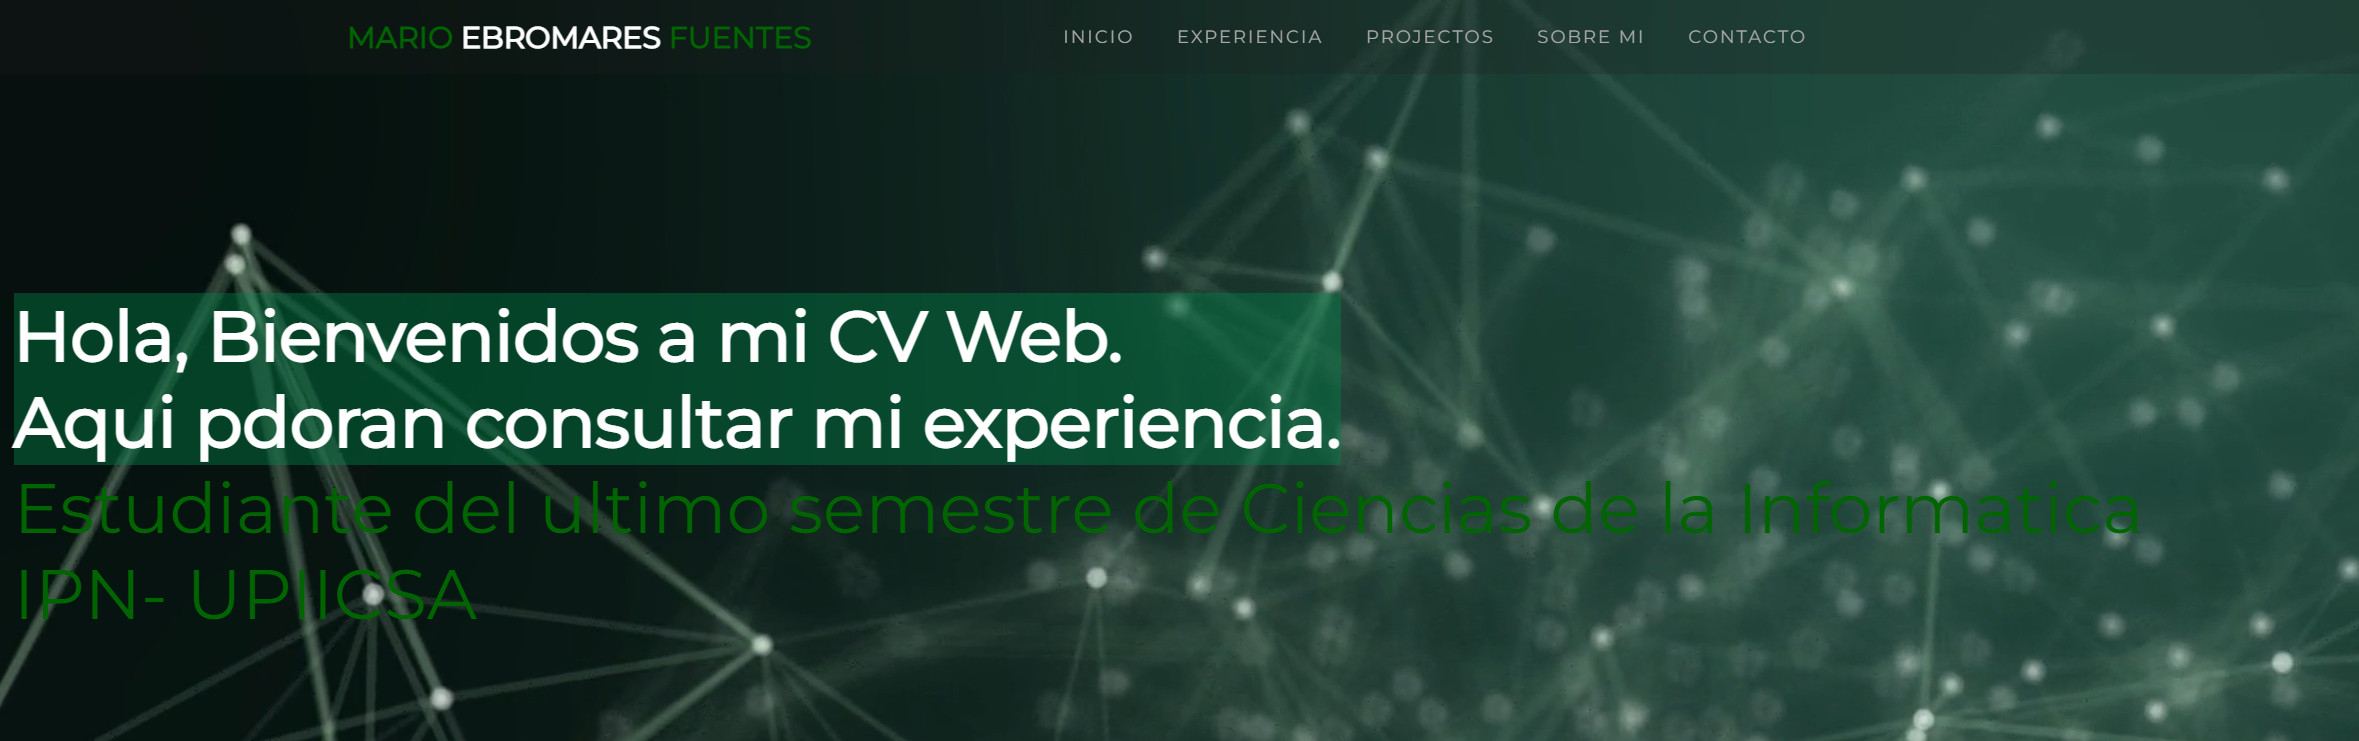 MARIO EBROMARES FUENTES
INICIO EXPERIENCIA PROJECTOS SOBRE MI CONTACTO
Hola, Bienvenidos a mi CV Web.
Aqui pdoran consultar mi experiencia.
Estudiante del ultimo semestre de Ciencias de la Informatica
IPN- UPIICSA